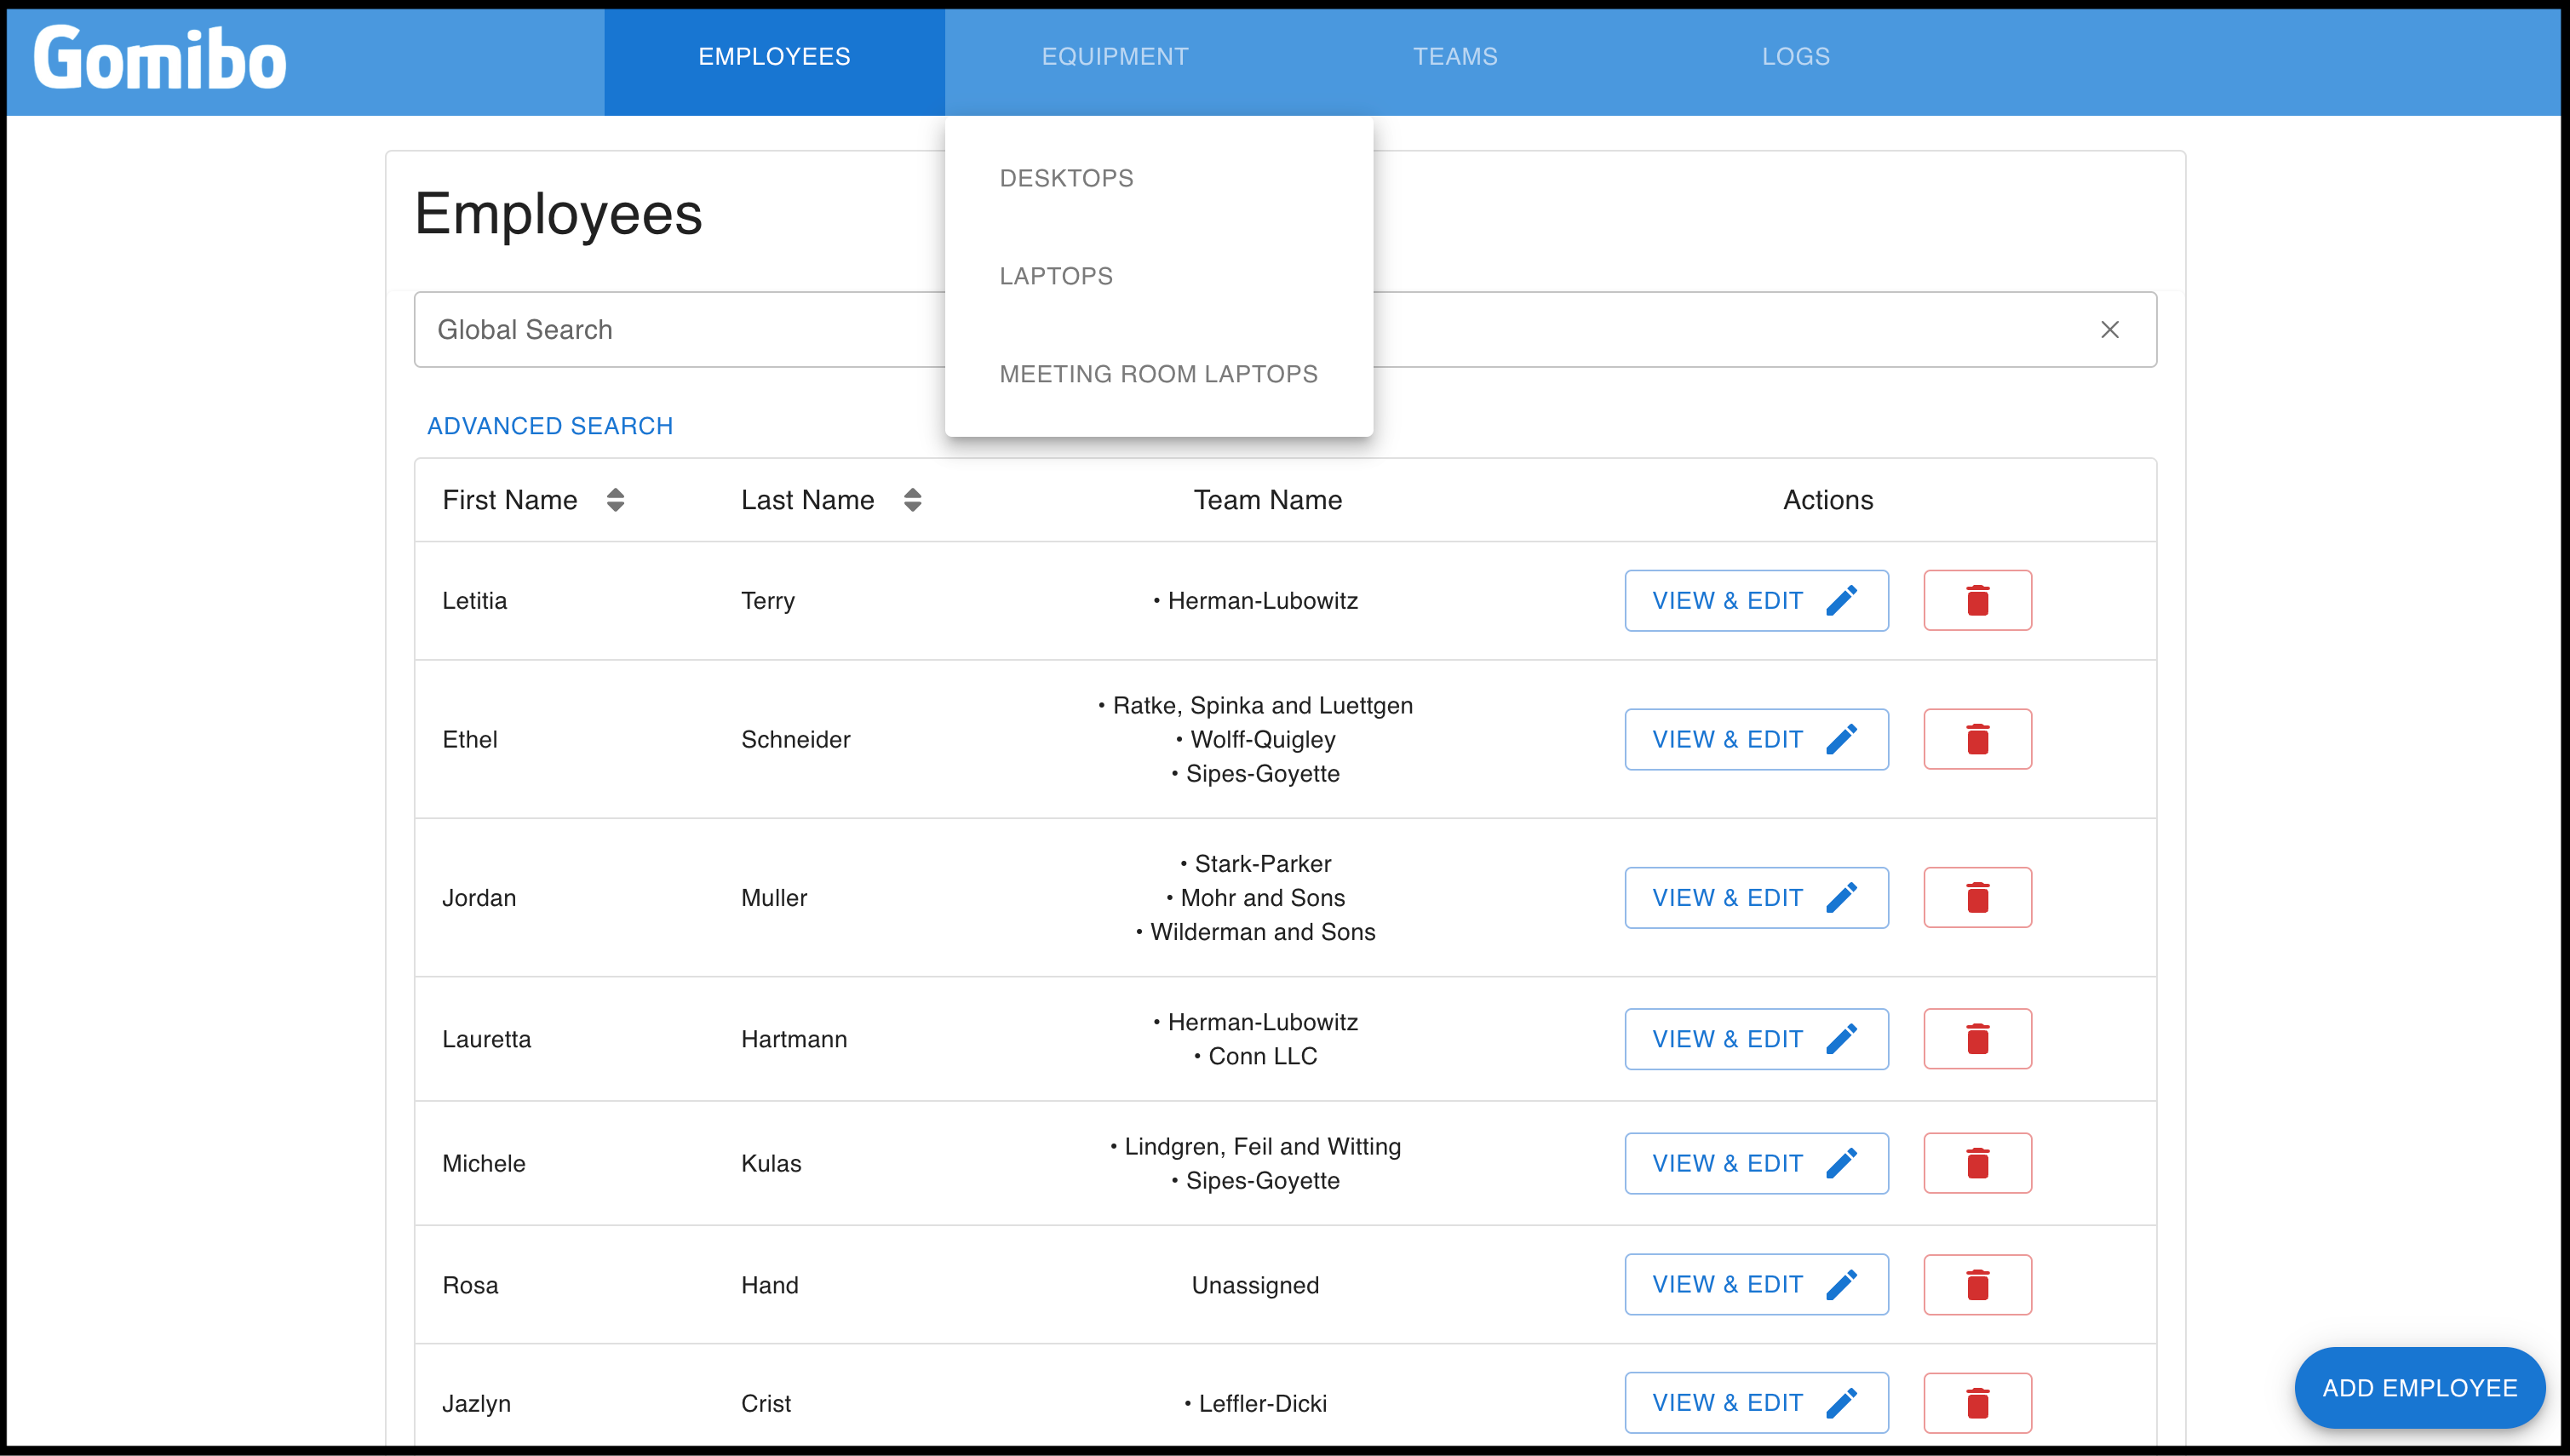 Gomibo
EMPLOYEES
EQUIPMENT
TEAMS
LOGS
DESKTOPS
LAPTOPS
MEETING ROOM LAPTOPS
Employees
Global Search
ADVANCED SEARCH
First Name Last Name Team Name Actions
Letitia Terry • Herman-Lubowitz VIEW & EDIT
• Ratke, Spinka and Luettgen
Ethel Schneider • Wolff-Quigley VIEW & EDIT
• Sipes-Goyette
• Stark-Parker
Jordan Muller • Mohr and Sons VIEW & EDIT
• Wilderman and Sons
• Herman-Lubowitz
Lauretta Hartmann VIEW & EDIT
• Conn LLC
• Lindgren, Feil and Witting
Michele Kulas VIEW & EDIT
• Sipes-Goyette
Rosa Hand Unassigned VIEW & EDIT
Jazlyn Crist • Leffler-Dicki VIEW & EDIT
ADD EMPLOYEE